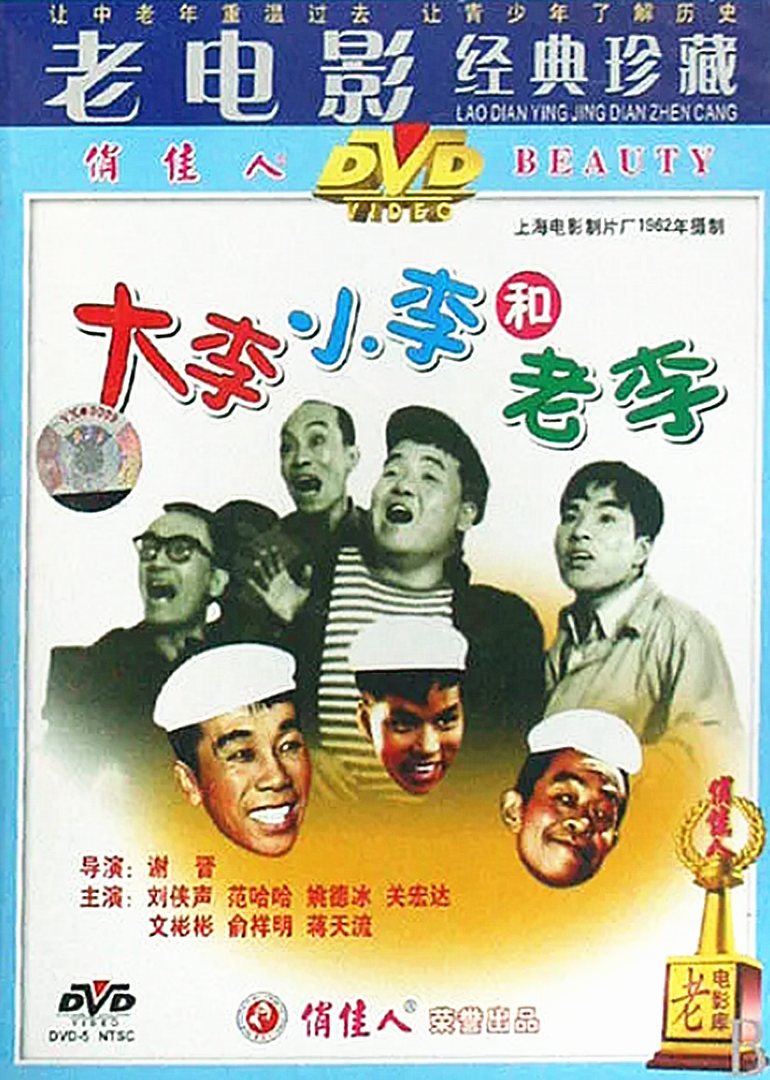 让中老年重温过去 让青少年了解历史
老电影 经典珍藏
LAO DIAN YING JING DIAN ZHEN CANG
俏佳人® DVD VIDEO BEAUTY
上海电影制片厂1962年摄制
大李小李和
老李
导演：谢晋
主演：刘侠声 范哈哈 姚德冰 关宏达
文彬彬 俞祥明 蒋天流
俏佳人
老电影库
DVD
VIDEO
DVD-5 NTSC
俏佳人® 荣誉出品